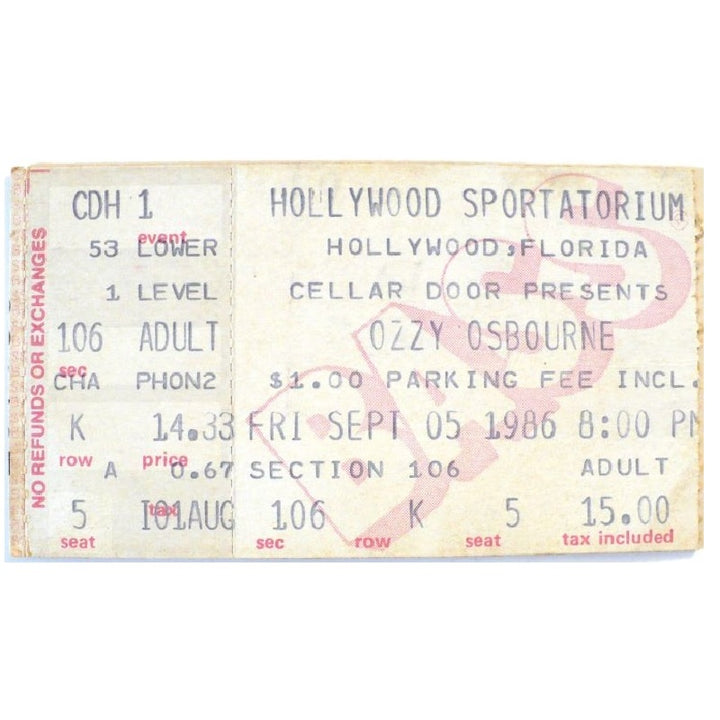 NO REFUNDS OR EXCHANGES
CDH 1
event
53 LOWER
1 LEVEL
106 ADULT
sec
CHA PHON2
K 14.33
row price
A 0.67
5 I01AUG
tax
seat
BASS
®
HOLLYWOOD SPORTATORIUM
HOLLYWOOD, FLORIDA
CELLAR DOOR PRESENTS
OZZY OSBOURNE
$1.00 PARKING FEE INCL.
FRI SEPT 05 1986 8:00 PM
SECTION 106 ADULT
106 K 5 15.00
sec row seat tax included